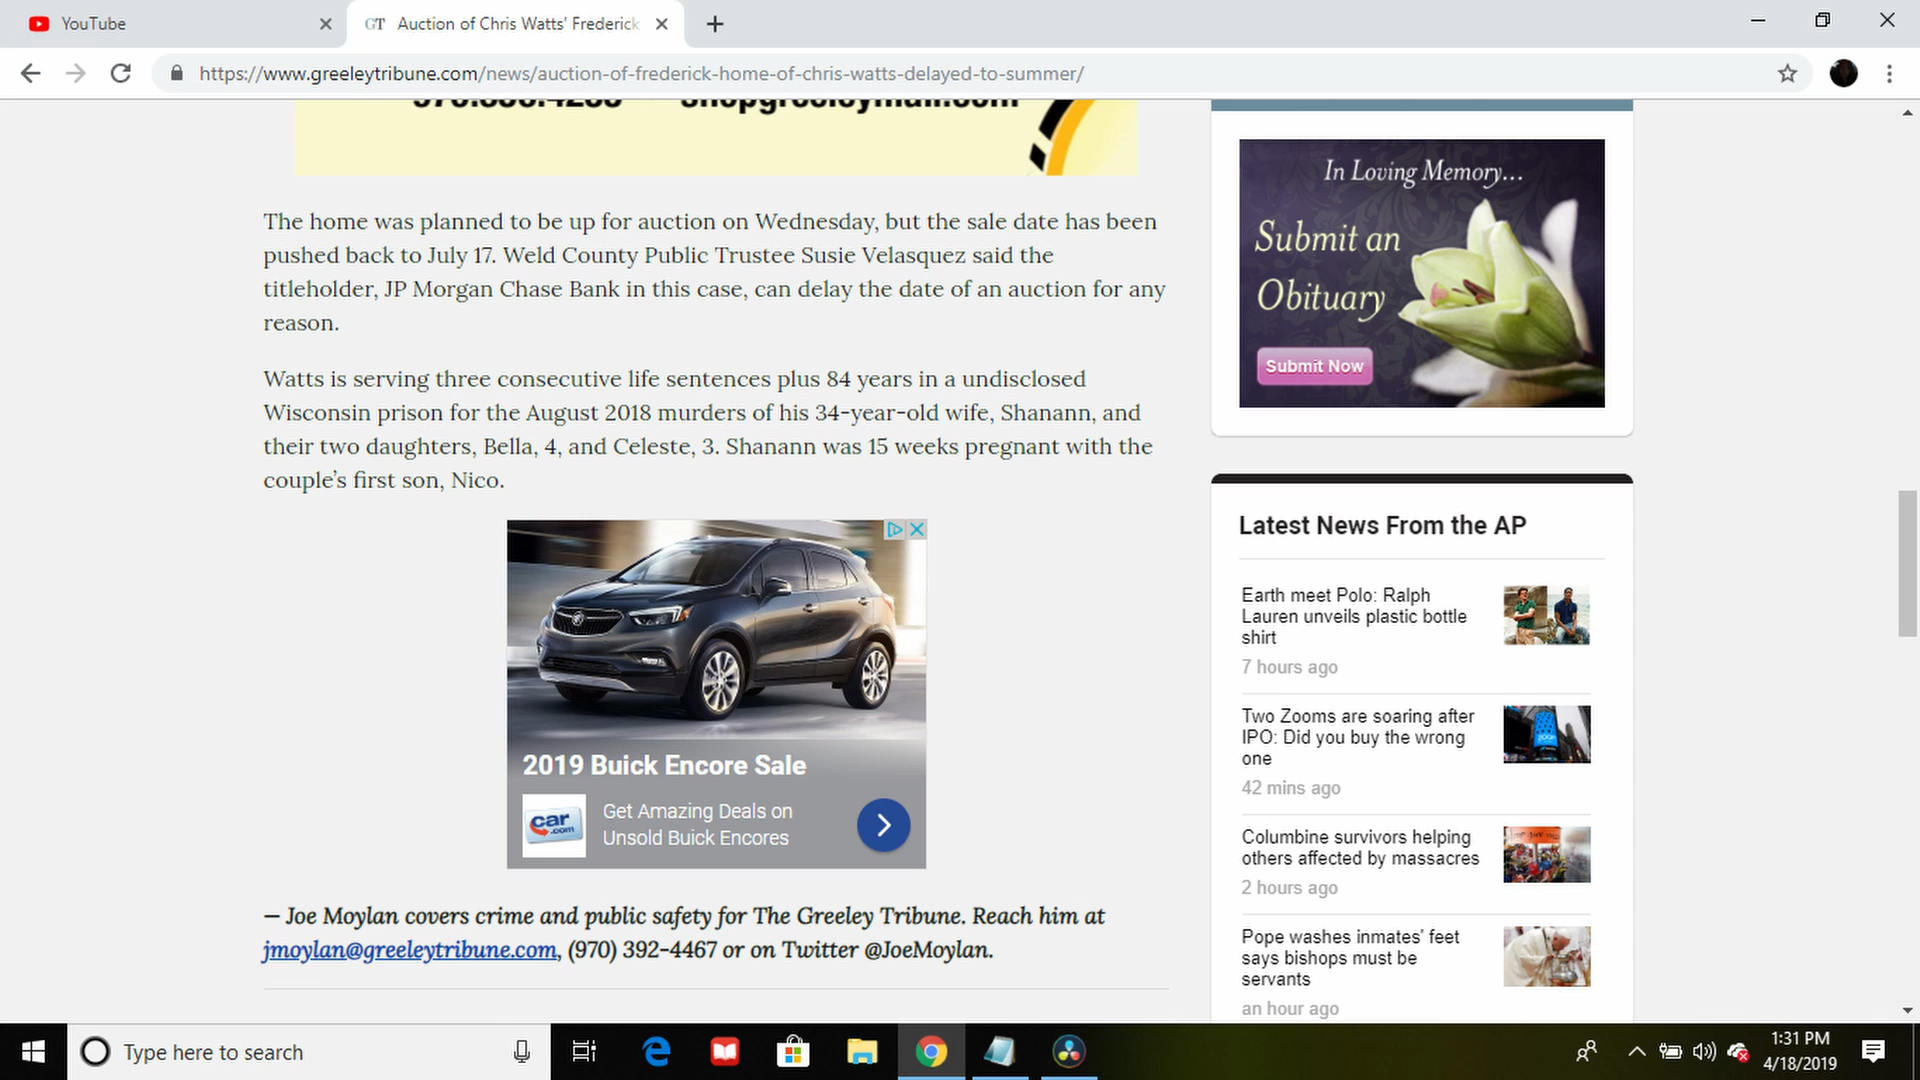 YouTube
GT Auction of Chris Watts' Frederick
https://www.greeleytribune.com/news/auction-of-frederick-home-of-chris-watts-delayed-to-summer/
shopgreeleymall.com
The home was planned to be up for auction on Wednesday, but the sale date has been
pushed back to July 17. Weld County Public Trustee Susie Velasquez said the
titleholder, JP Morgan Chase Bank in this case, can delay the date of an auction for any
reason.
Watts is serving three consecutive life sentences plus 84 years in a undisclosed
Wisconsin prison for the August 2018 murders of his 34-year-old wife, Shanann, and
their two daughters, Bella, 4, and Celeste, 3. Shanann was 15 weeks pregnant with the
couple's first son, Nico.
2019 Buick Encore Sale
car
.com
Get Amazing Deals on
Unsold Buick Encores
— Joe Moylan covers crime and public safety for The Greeley Tribune. Reach him at
jmoylan@greeleytribune.com, (970) 392-4467 or on Twitter @JoeMoylan.
In Loving Memory...
Submit an
Obituary
Submit Now
Latest News From the AP
Earth meet Polo: Ralph
Lauren unveils plastic bottle
shirt
7 hours ago
Two Zooms are soaring after
IPO: Did you buy the wrong
one
42 mins ago
Columbine survivors helping
others affected by massacres
2 hours ago
Pope washes inmates' feet
says bishops must be
servants
an hour ago
Type here to search
1:31 PM
4/18/2019